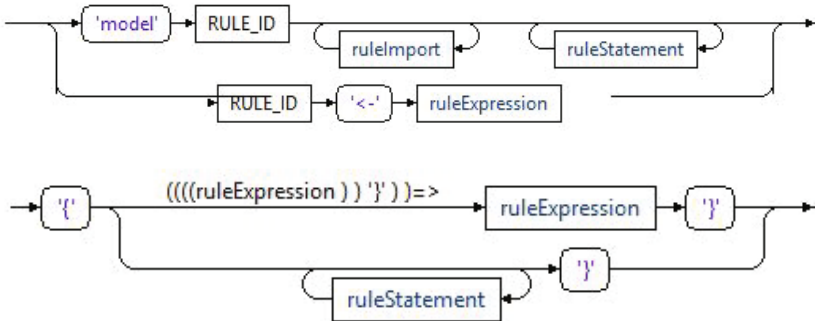 'model' RULE_ID
ruleImport ruleStatement
RULE_ID '<-' ruleExpression
((((ruleExpression ) ) '}' ) )=>
'{' ruleExpression '}'
'}'
ruleStatement